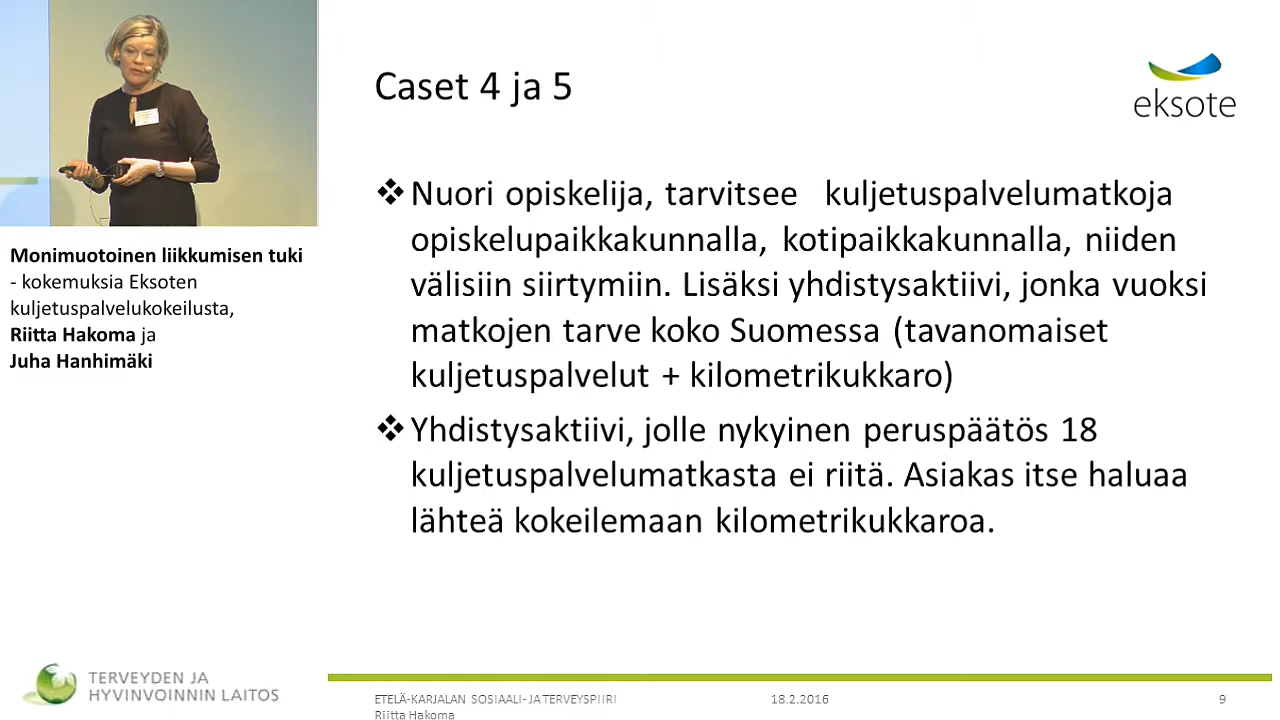 Caset 4 ja 5
eksote
❖Nuori opiskelija, tarvitsee kuljetuspalvelumatkoja
opiskelupaikkakunnalla, kotipaikkakunnalla, niiden
välisiin siirtymiin. Lisäksi yhdistysaktiivi, jonka vuoksi
matkojen tarve koko Suomessa (tavanomaiset
kuljetuspalvelut + kilometrikukkaro)
❖Yhdistysaktiivi, jolle nykyinen peruspäätös 18
kuljetuspalvelumatkasta ei riitä. Asiakas itse haluaa
lähteä kokeilemaan kilometrikukkaroa.
Monimuotoinen liikkumisen tuki
- kokemuksia Eksoten
kuljetuspalvelukokeilusta,
Riitta Hakoma ja
Juha Hanhimäki
TERVEYDEN JA
HYVINVOINNIN LAITOS
ETELÄ-KARJALAN SOSIAALI- JA TERVEYSPIIRI 18.2.2016 9
Riitta Hakoma